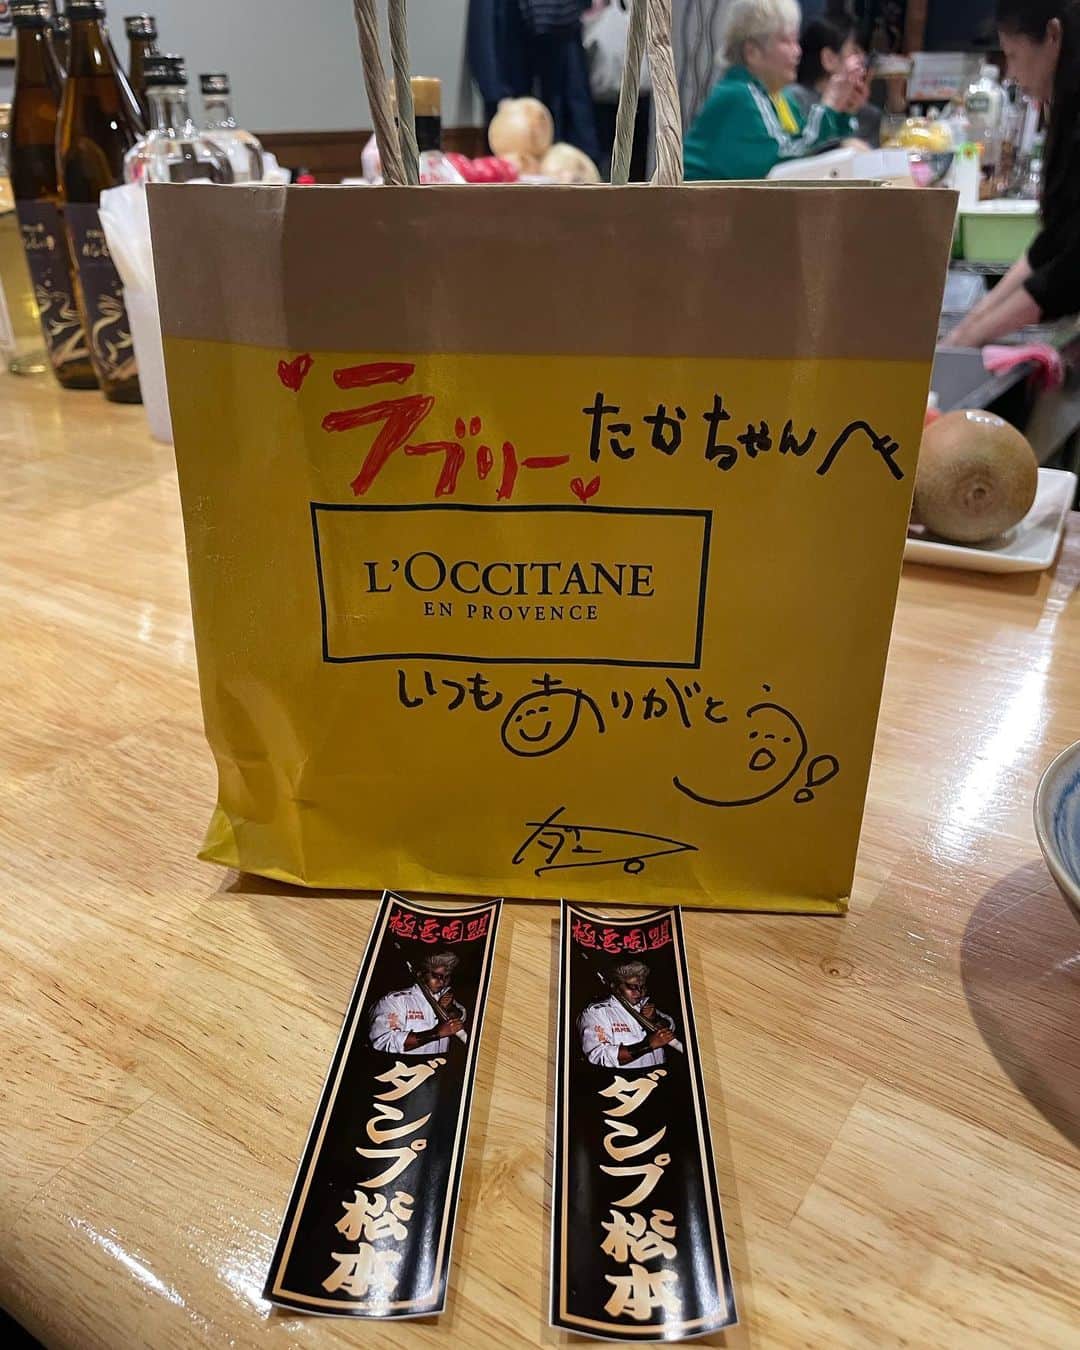 ラブリー たかちゃんへ
L'OCCITANE
EN PROVENCE
いつもありがとう!
極悪同盟
ダンプ松本
極悪同盟
ダンプ松本